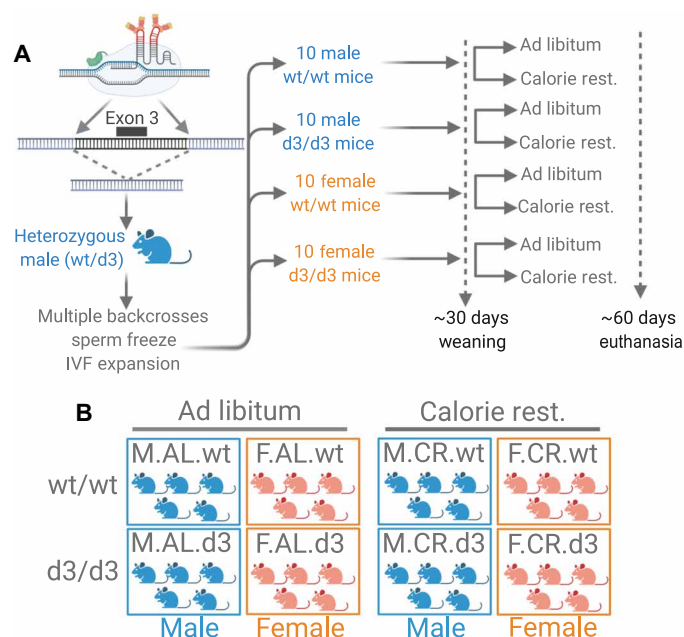 A
Exon 3
Heterozygous
male (wt/d3)
Multiple backcrosses
sperm freeze
IVF expansion
10 male
wt/wt mice
10 male
d3/d3 mice
10 female
wt/wt mice
10 female
d3/d3 mice
Ad libitum
Calorie rest.
Ad libitum
Calorie rest.
Ad libitum
Calorie rest.
Ad libitum
Calorie rest.
~30 days
weaning
~60 days
euthanasia
B
Ad libitum
Calorie rest.
wt/wt
M.AL.wt
F.AL.wt
M.CR.wt
F.CR.wt
d3/d3
M.AL.d3
F.AL.d3
M.CR.d3
F.CR.d3
Male
Female
Male
Female